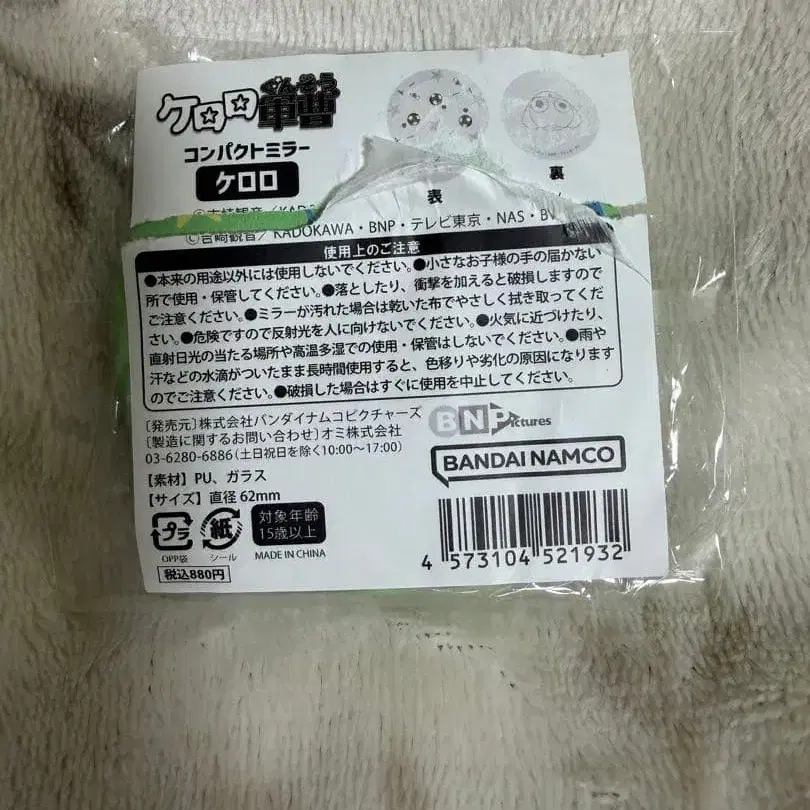 ケロロ軍曹
ぐんそう
コンパクトミラー
ケロロ
表
裏
©吉崎観音／KADOKAWA・BNP・テレビ東京・NAS・BV
使用上のご注意
●本来の用途以外には使用しないでください。●小さなお子様の手の届かない
所で使用・保管してください。●落としたり、衝撃を加えると破損しますので
ご注意ください。●ミラーが汚れた場合は乾いた布でやさしく拭き取ってくだ
さい。●危険ですので反射光を人に向けないでください。●火気に近づけたり、
直射日光の当たる場所や高温多湿での使用・保管はしないでください。●雨や
汗などの水滴がついたまま長時間使用すると、色移りや劣化の原因になります
のでご注意ください。●破損した場合はすぐに使用を中止してください。
〔発売元〕株式会社バンダイナムコピクチャーズ
〔製造に関するお問い合わせ〕オミ株式会社
03-6280-6886（土日祝日を除く10:00〜17:00）
BNPictures
BANDAI NAMCO
【素材】PU、ガラス
【サイズ】直径62mm
プラ
OPP袋
紙
シール
対象年齢
15歳以上
MADE IN CHINA
税込880円
4 573104 521932